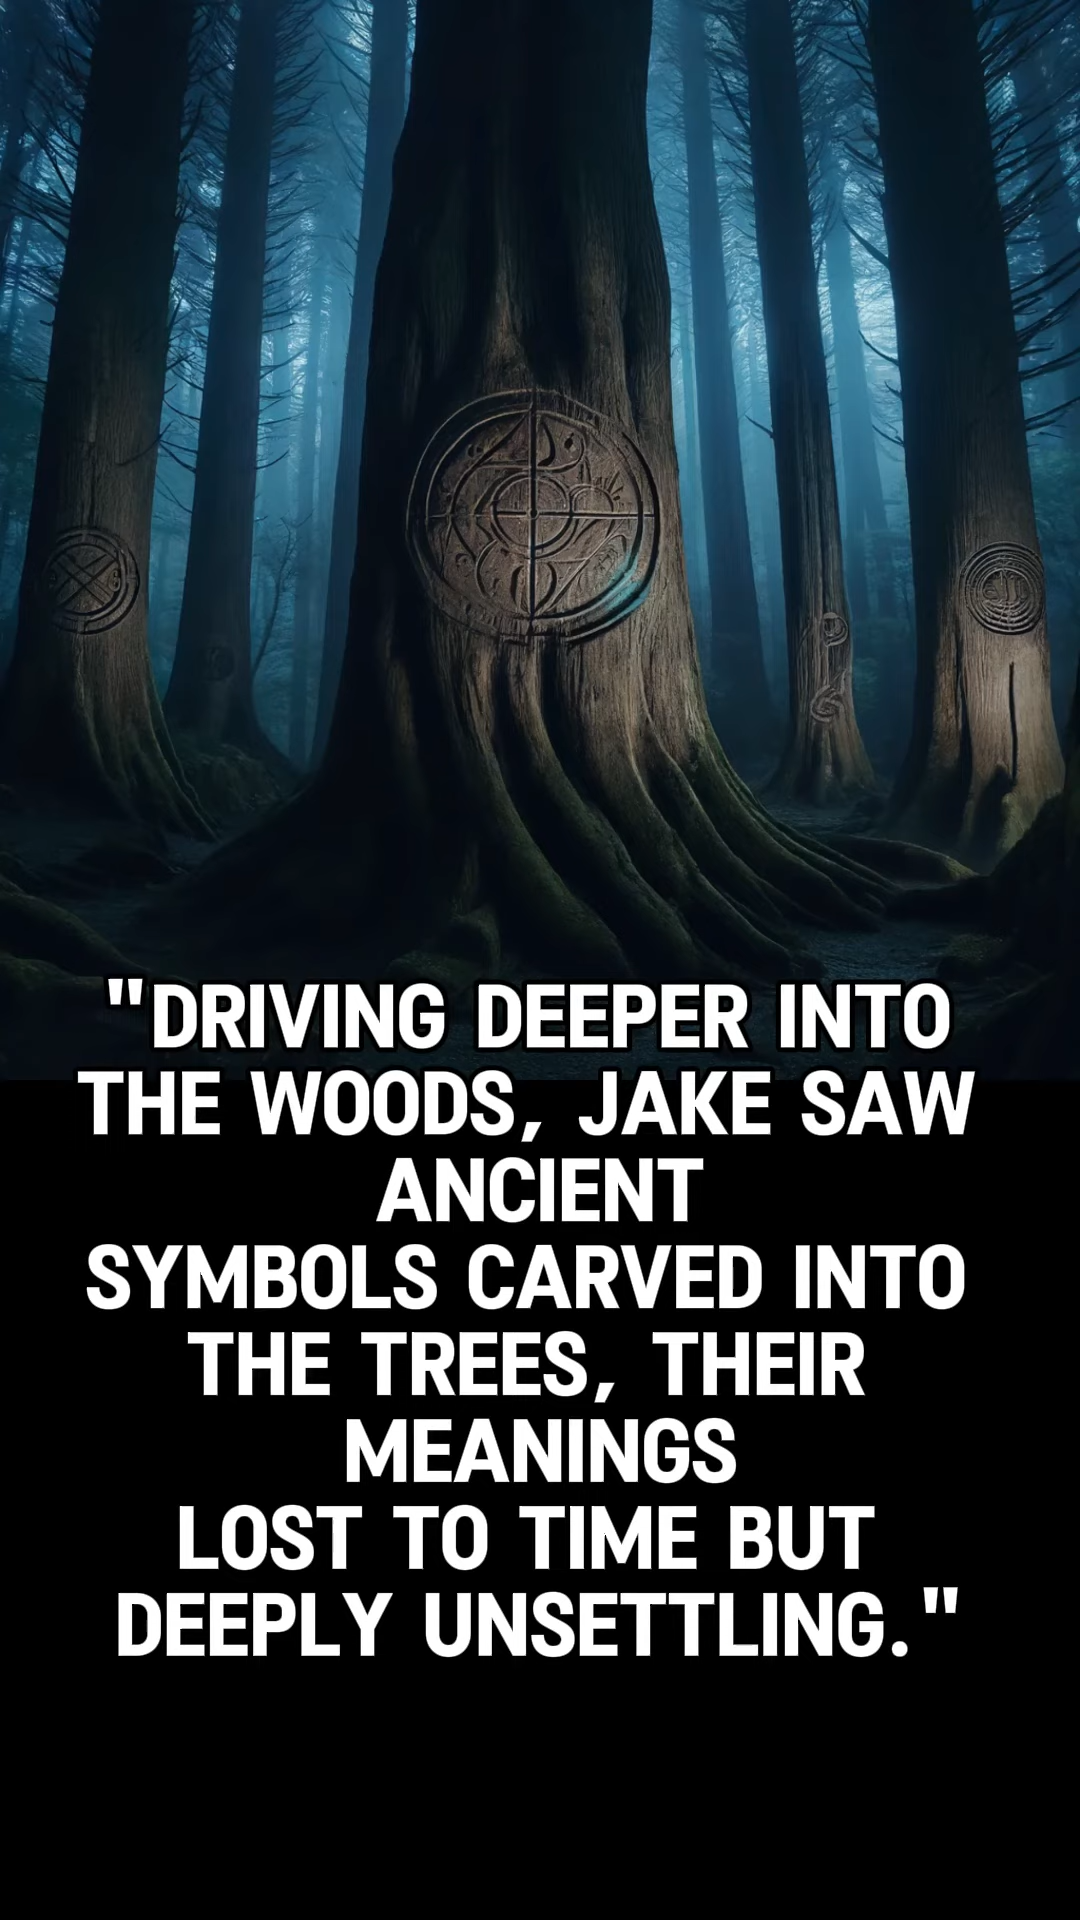 "DRIVING DEEPER INTO
THE WOODS, JAKE SAW
ANCIENT
SYMBOLS CARVED INTO
THE TREES, THEIR
MEANINGS
LOST TO TIME BUT
DEEPLY UNSETTLING."